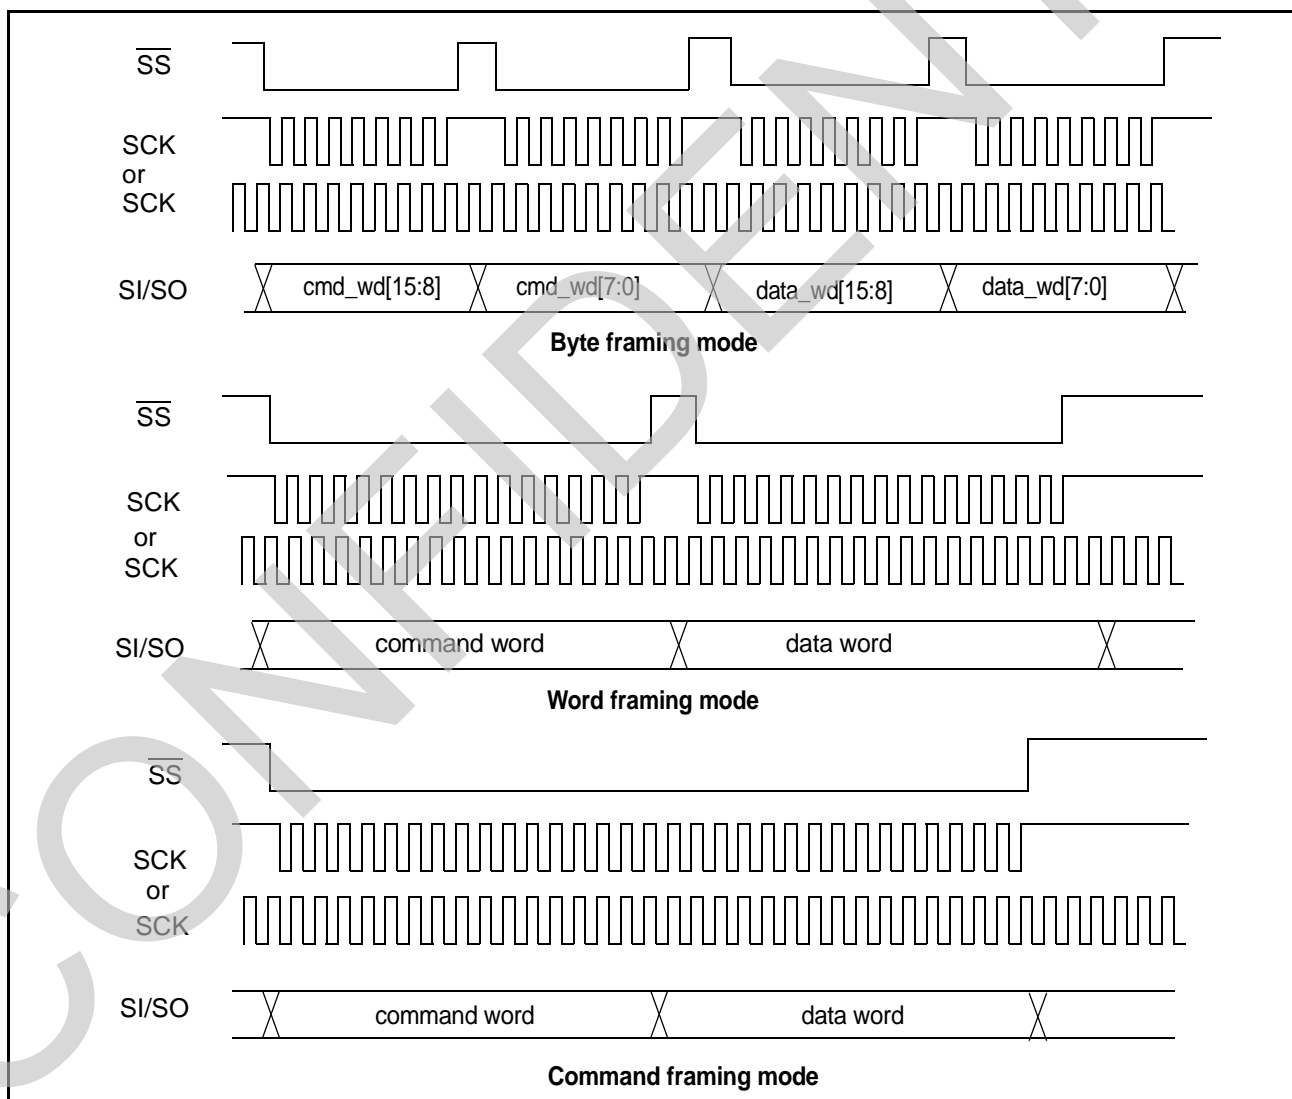 SS
SCK
or
SCK
SI/SO
cmd_wd[15:8] cmd_wd[7:0] data_wd[15:8] data_wd[7:0]
Byte framing mode
SS
SCK
or
SCK
SI/SO
command word data word
Word framing mode
SS
SCK
or
SCK
SI/SO
command word data word
Command framing mode
CONFIDENT